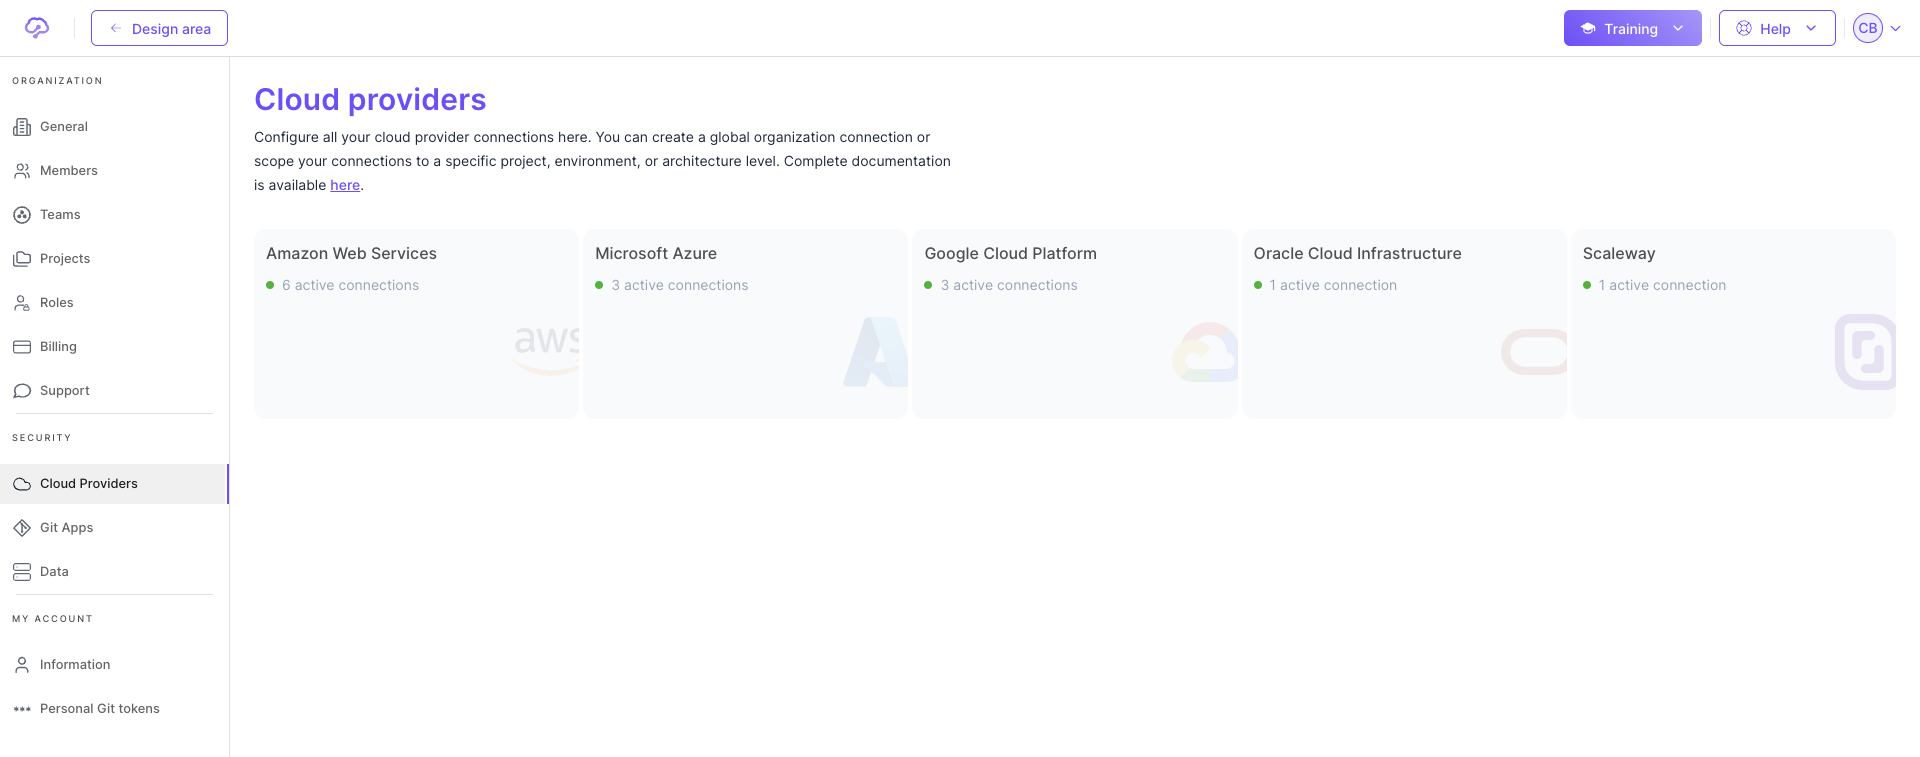 Design area
Training
Help
CB
ORGANIZATION
General
Members
Teams
Projects
Roles
Billing
Support
SECURITY
Cloud Providers
Git Apps
Data
MY ACCOUNT
Information
Personal Git tokens
Cloud providers
Configure all your cloud provider connections here. You can create a global organization connection or
scope your connections to a specific project, environment, or architecture level. Complete documentation
is available here.
Amazon Web Services
6 active connections
aws
Microsoft Azure
3 active connections
Google Cloud Platform
3 active connections
Oracle Cloud Infrastructure
1 active connection
Scaleway
1 active connection